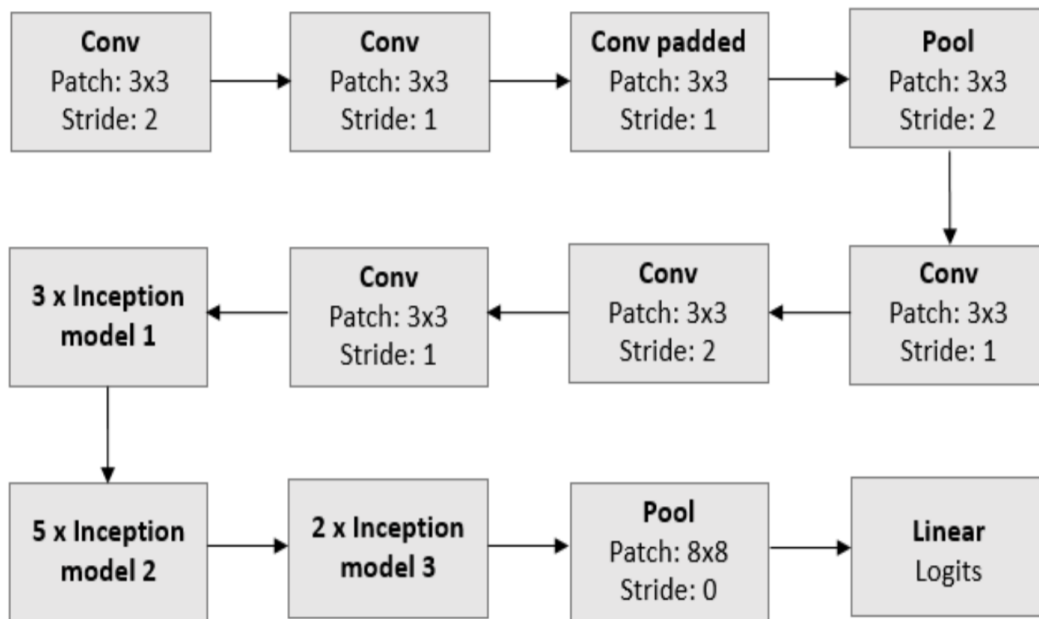 Conv
Patch: 3x3
Stride: 2
Conv
Patch: 3x3
Stride: 1
Conv padded
Patch: 3x3
Stride: 1
Pool
Patch: 3x3
Stride: 2
Conv
Patch: 3x3
Stride: 1
Conv
Patch: 3x3
Stride: 2
Conv
Patch: 3x3
Stride: 1
3 x Inception
model 1
5 x Inception
model 2
2 x Inception
model 3
Pool
Patch: 8x8
Stride: 0
Linear
Logits